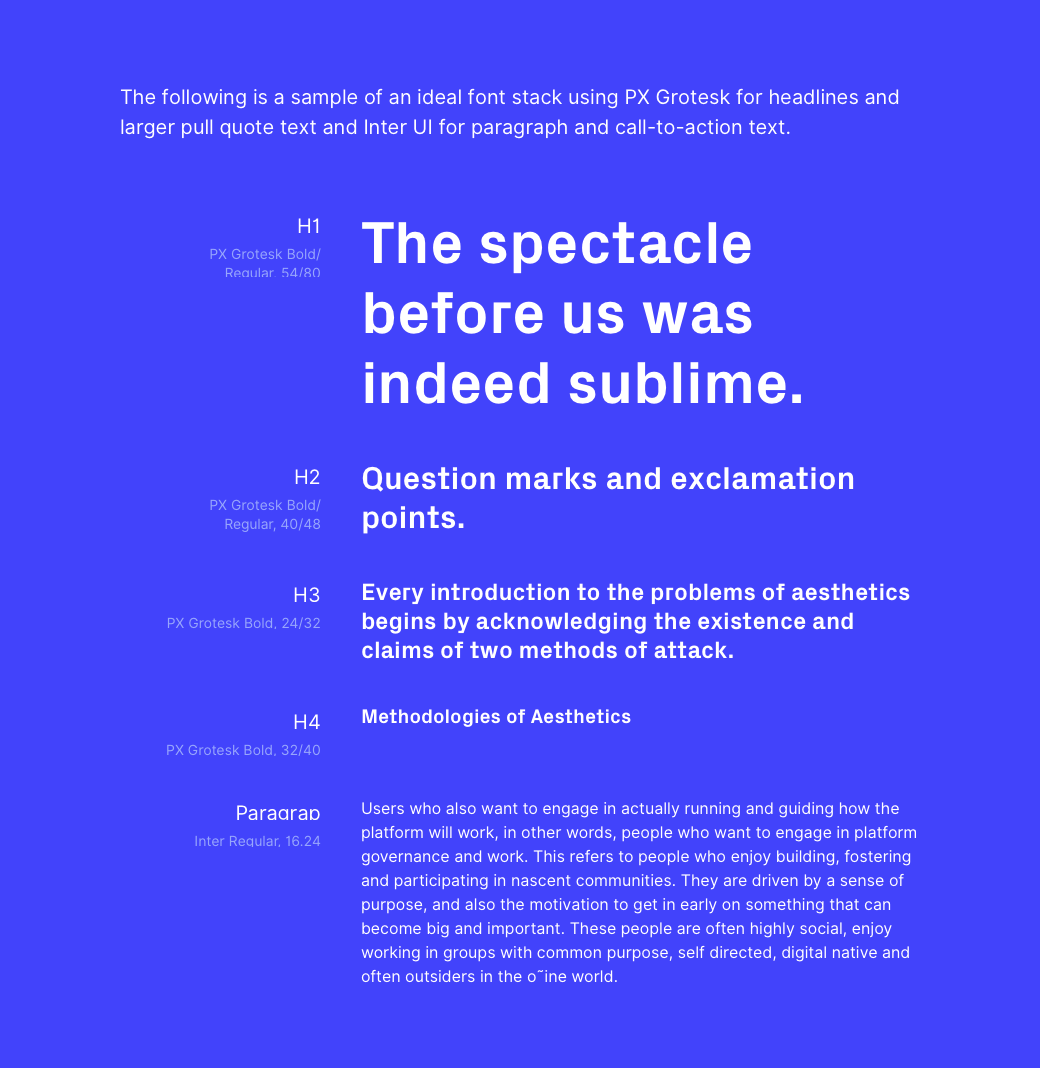 The following is a sample of an ideal font stack using PX Grotesk for headlines and
larger pull quote text and Inter UI for paragraph and call-to-action text.
H1
PX Grotesk Bold/
Regular, 54/80
The spectacle
before us was
indeed sublime.
H2
PX Grotesk Bold/
Regular, 40/48
Question marks and exclamation
points.
H3
PX Grotesk Bold, 24/32
Every introduction to the problems of aesthetics
begins by acknowledging the existence and
claims of two methods of attack.
H4
PX Grotesk Bold, 32/40
Methodologies of Aesthetics
Paragrap
Inter Regular, 16.24
Users who also want to engage in actually running and guiding how the
platform will work, in other words, people who want to engage in platform
governance and work. This refers to people who enjoy building, fostering
and participating in nascent communities. They are driven by a sense of
purpose, and also the motivation to get in early on something that can
become big and important. These people are often highly social, enjoy
working in groups with common purpose, self directed, digital native and
often outsiders in the o˜ine world.